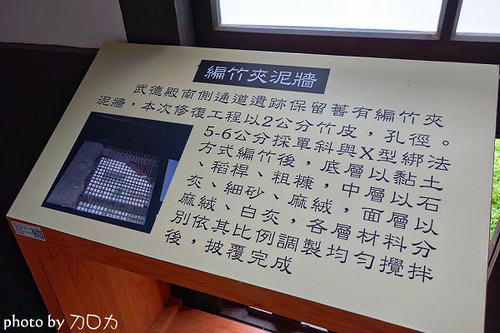 編竹夾泥牆
武德殿南側通道遺跡保留舊有編竹夾
泥牆，本次修復工程以2公分竹皮，孔徑。
5-6公分採單斜與X型綁法
方式編竹後，底層以黏土
、稻桿、粗糠，中層以石
灰、細砂、麻絨，面層以
麻絨、白灰，各層材料分
別依其比例調製均勻攪拌
後，披覆完成
photo by 刀口力